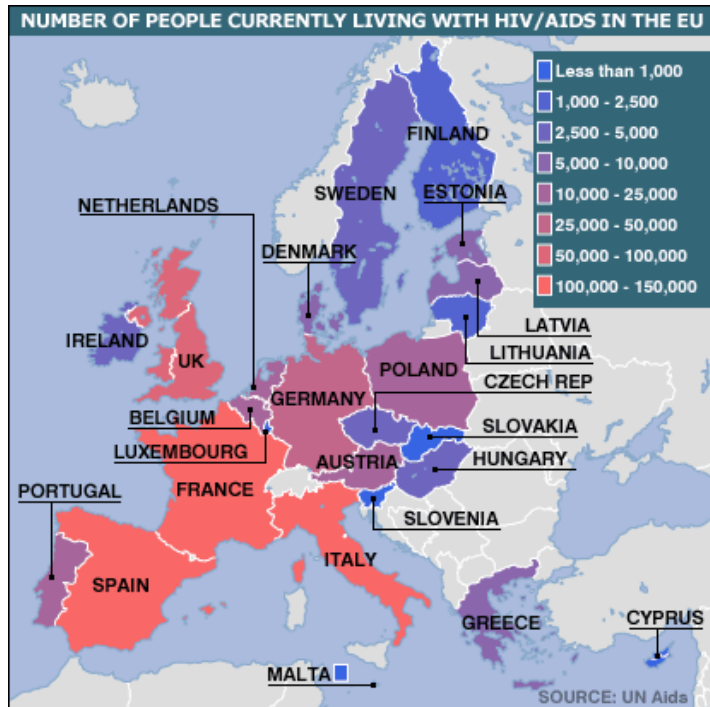 NUMBER OF PEOPLE CURRENTLY LIVING WITH HIV/AIDS IN THE EU
Less than 1,000
1,000 - 2,500
2,500 - 5,000
5,000 - 10,000
10,000 - 25,000
25,000 - 50,000
50,000 - 100,000
100,000 - 150,000
FINLAND
SWEDEN
ESTONIA
NETHERLANDS
DENMARK
LATVIA
IRELAND
LITHUANIA
UK
POLAND
CZECH REP
GERMANY
BELGIUM
SLOVAKIA
LUXEMBOURG
AUSTRIA
HUNGARY
PORTUGAL
FRANCE
SLOVENIA
ITALY
SPAIN
GREECE
CYPRUS
MALTA
SOURCE: UN Aids